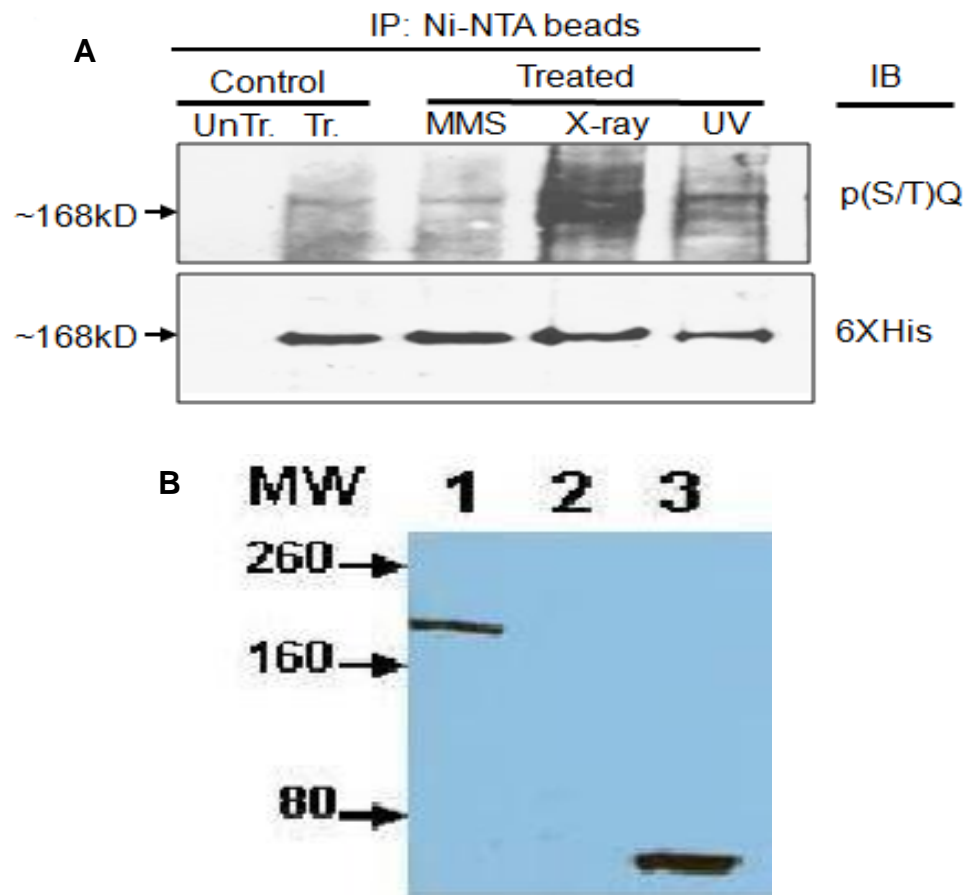 A
IP: Ni-NTA beads
Control Treated IB
UnTr. Tr. MMS X-ray UV
~168kD p(S/T)Q
~168kD 6XHis
B
MW 1 2 3
260
160
80